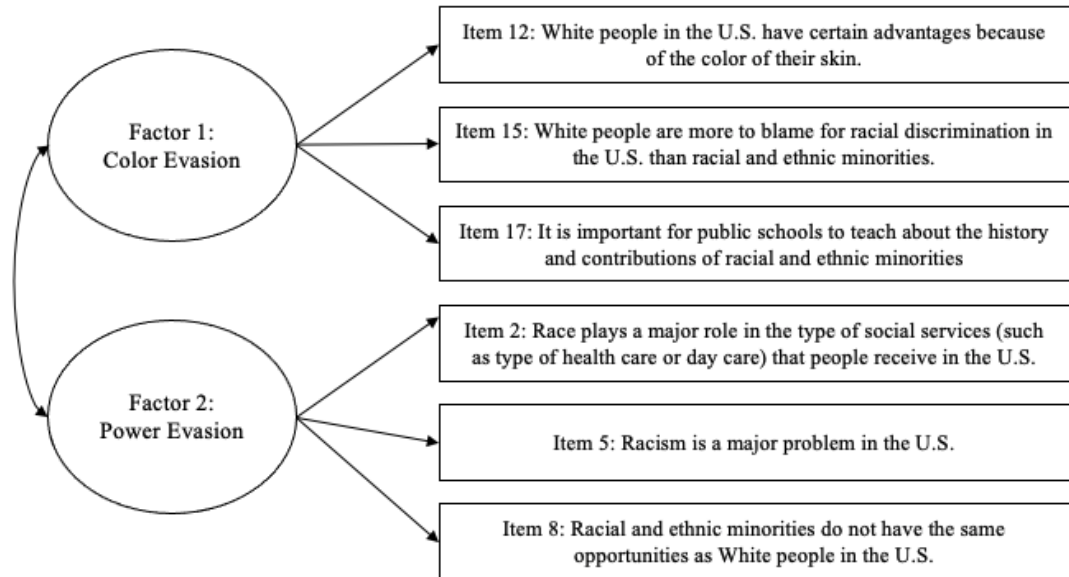 Factor 1:
Color Evasion
Item 12: White people in the U.S. have certain advantages because
of the color of their skin.
Item 15: White people are more to blame for racial discrimination in
the U.S. than racial and ethnic minorities.
Item 17: It is important for public schools to teach about the history
and contributions of racial and ethnic minorities
Factor 2:
Power Evasion
Item 2: Race plays a major role in the type of social services (such
as type of health care or day care) that people receive in the U.S.
Item 5: Racism is a major problem in the U.S.
Item 8: Racial and ethnic minorities do not have the same
opportunities as White people in the U.S.